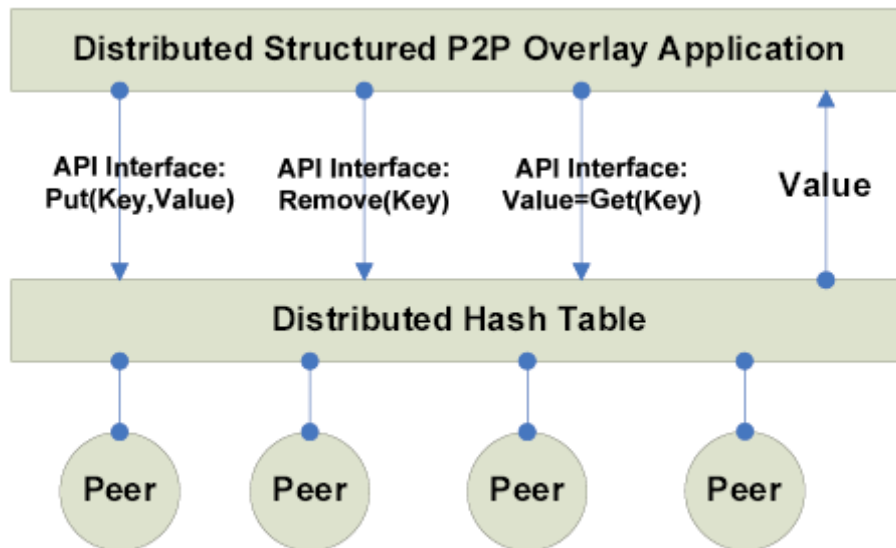 Distributed Structured P2P Overlay Application
API Interface:
Put(Key,Value)
API Interface:
Remove(Key)
API Interface:
Value=Get(Key)
Value
Distributed Hash Table
Peer
Peer
Peer
Peer